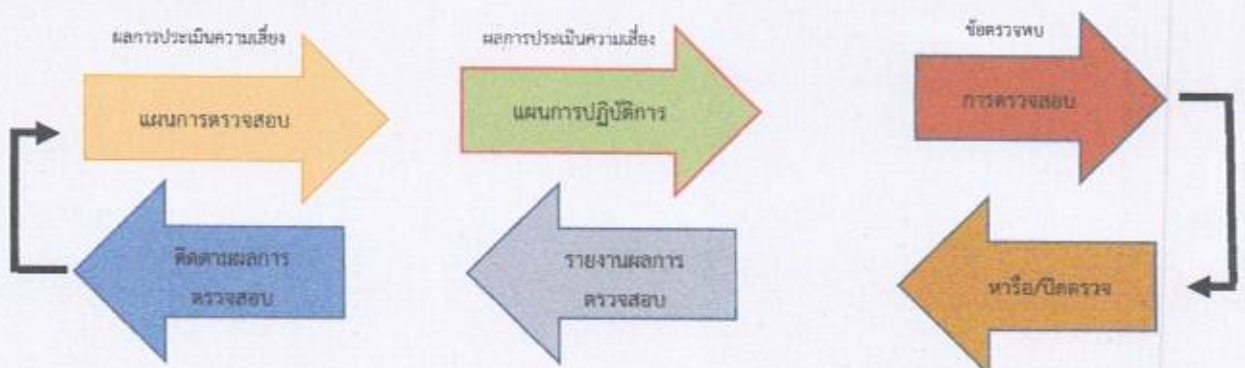 ผลการประเมินความเสี่ยง
ผลการประเมินความเสี่ยง
ข้อตรวจพบ
แผนการตรวจสอบ
แผนการปฏิบัติการ
การตรวจสอบ
ติดตามผลการ
ตรวจสอบ
รายงานผลการ
ตรวจสอบ
หารือ/ปิดตรวจ